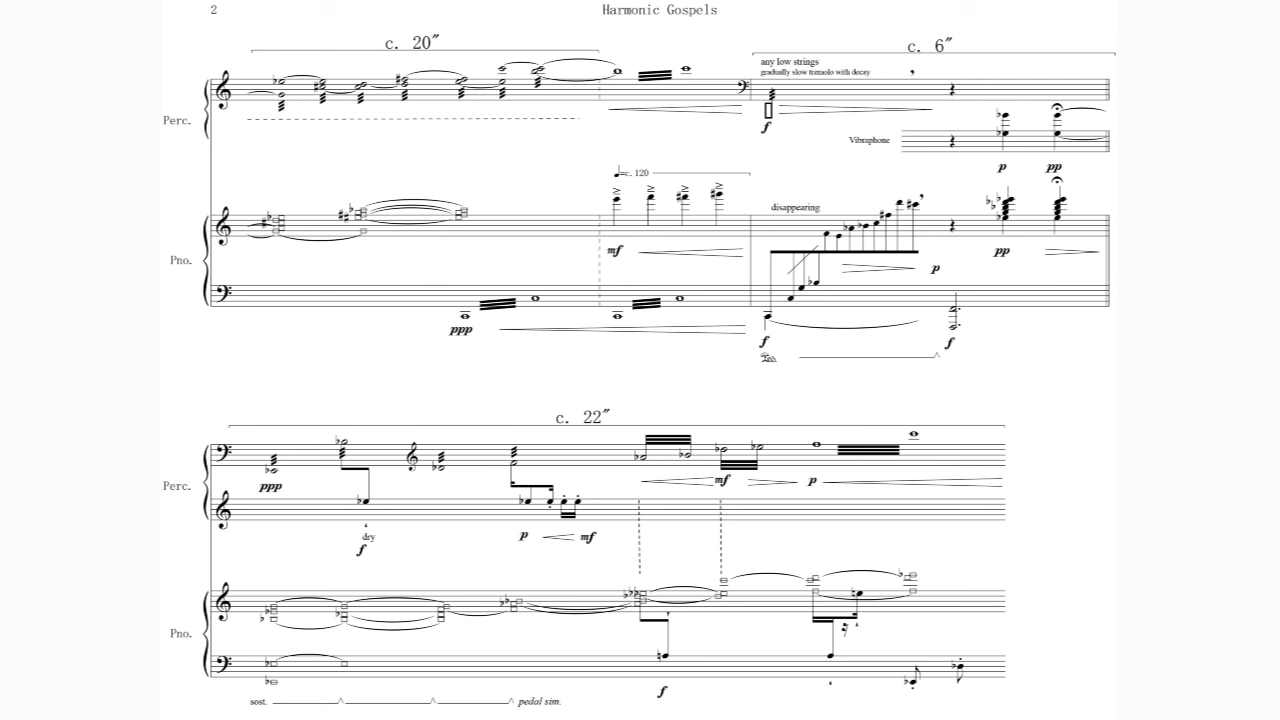 2
Harmonic Gospels
c. 20″
c. 6″
any low strings
gradually slow tremolo with decay
Perc.
f
Vibraphone
p pp
=c. 120
disappearing
mf
p
pp
Pno.
ppp
f
f
Ped.
c. 22″
Perc.
ppp
mf
p
dry
f
p
mf
Pno.
f
sost.
pedal sim.